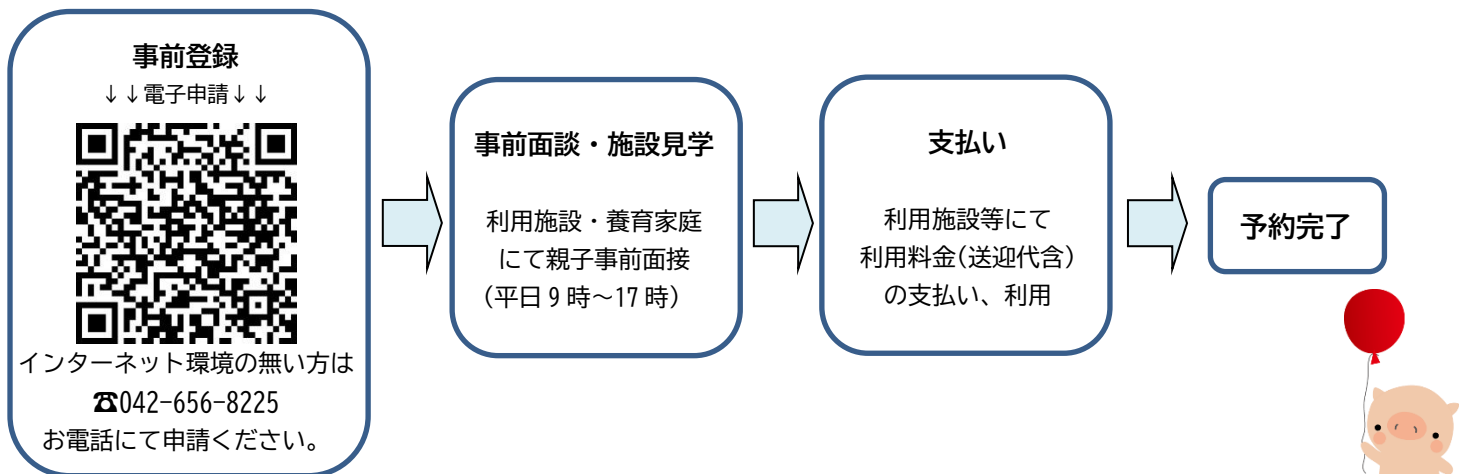 事前登録
↓↓電子申請↓↓
インターネット環境の無い方は
☎042-656-8225
お電話にて申請ください。
事前面談・施設見学
利用施設・養育家庭
にて親子事前面接
(平日9時～17時)
支払い
利用施設等にて
利用料金(送迎代含)
の支払い、利用
予約完了